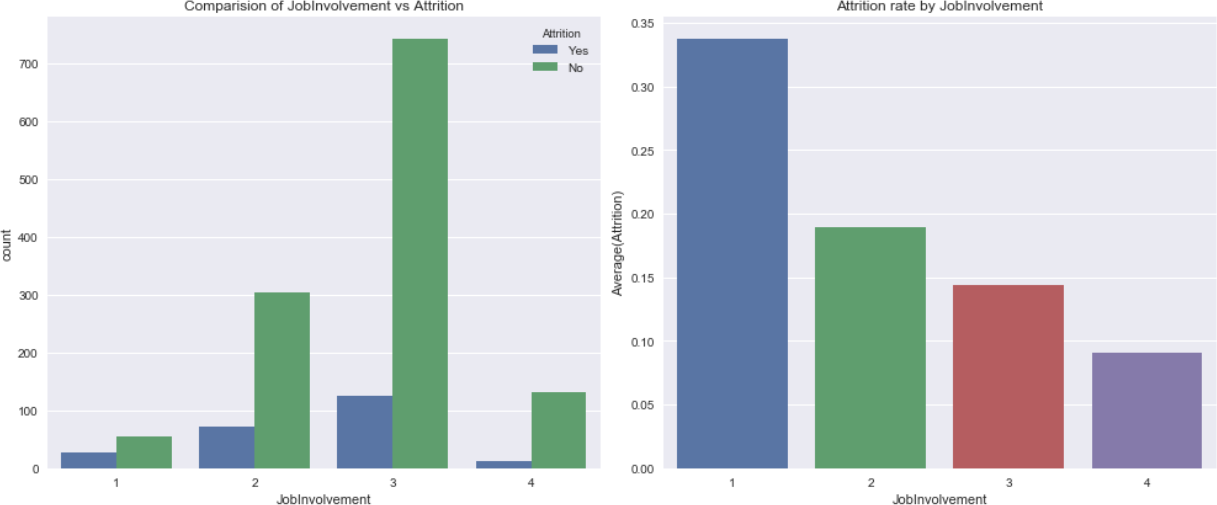 Comparision of JobInvolvement vs Attrition
Attrition
Yes
No
700
600
500
400
300
200
100
0
count
1 2 3 4
JobInvolvement
Attrition rate by JobInvolvement
0.35
0.30
0.25
0.20
0.15
0.10
0.05
0.00
Average(Attrition)
1 2 3 4
JobInvolvement